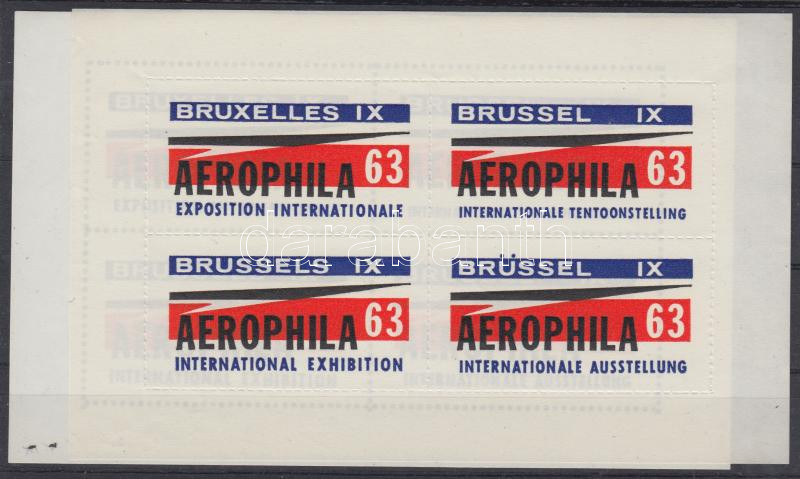 BRUXELLES IX
AEROPHILA 63
EXPOSITION INTERNATIONALE
BRUSSEL IX
AEROPHILA 63
INTERNATIONALE TENTOONSTELLING
BRUSSELS IX
AEROPHILA 63
INTERNATIONAL EXHIBITION
BRÜSSEL IX
AEROPHILA 63
INTERNATIONALE AUSSTELLUNG
darabanth